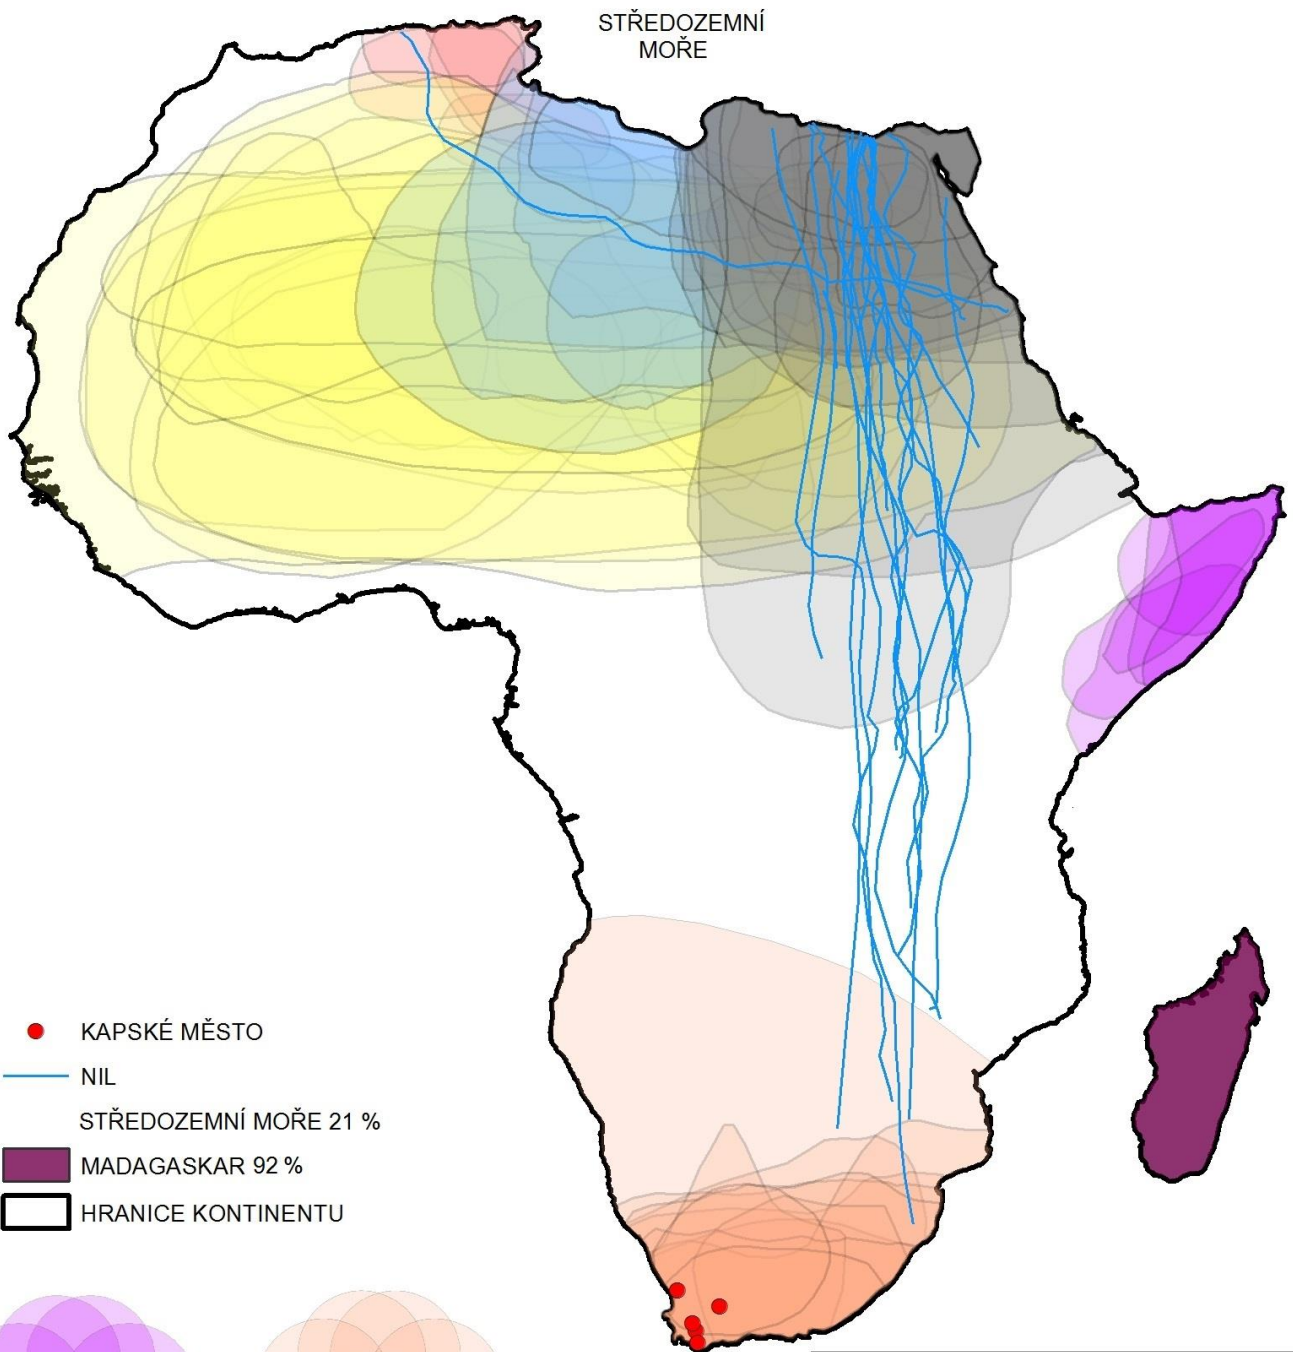 STŘEDOZEMNÍ
MOŘE
KAPSKÉ MĚSTO
NIL
STŘEDOZEMNÍ MOŘE 21 %
MADAGASKAR 92 %
HRANICE KONTINENTU